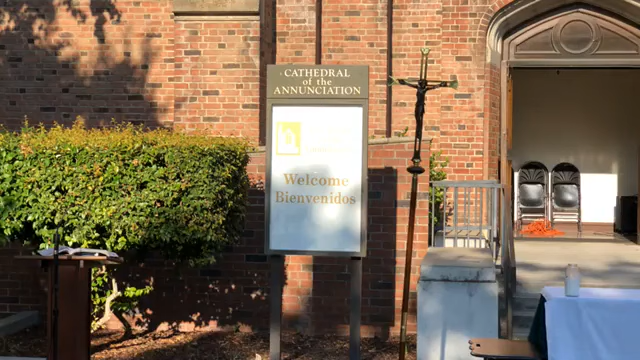 CATHEDRAL
of the
ANNUNCIATION
Welcome
Bienvenidos